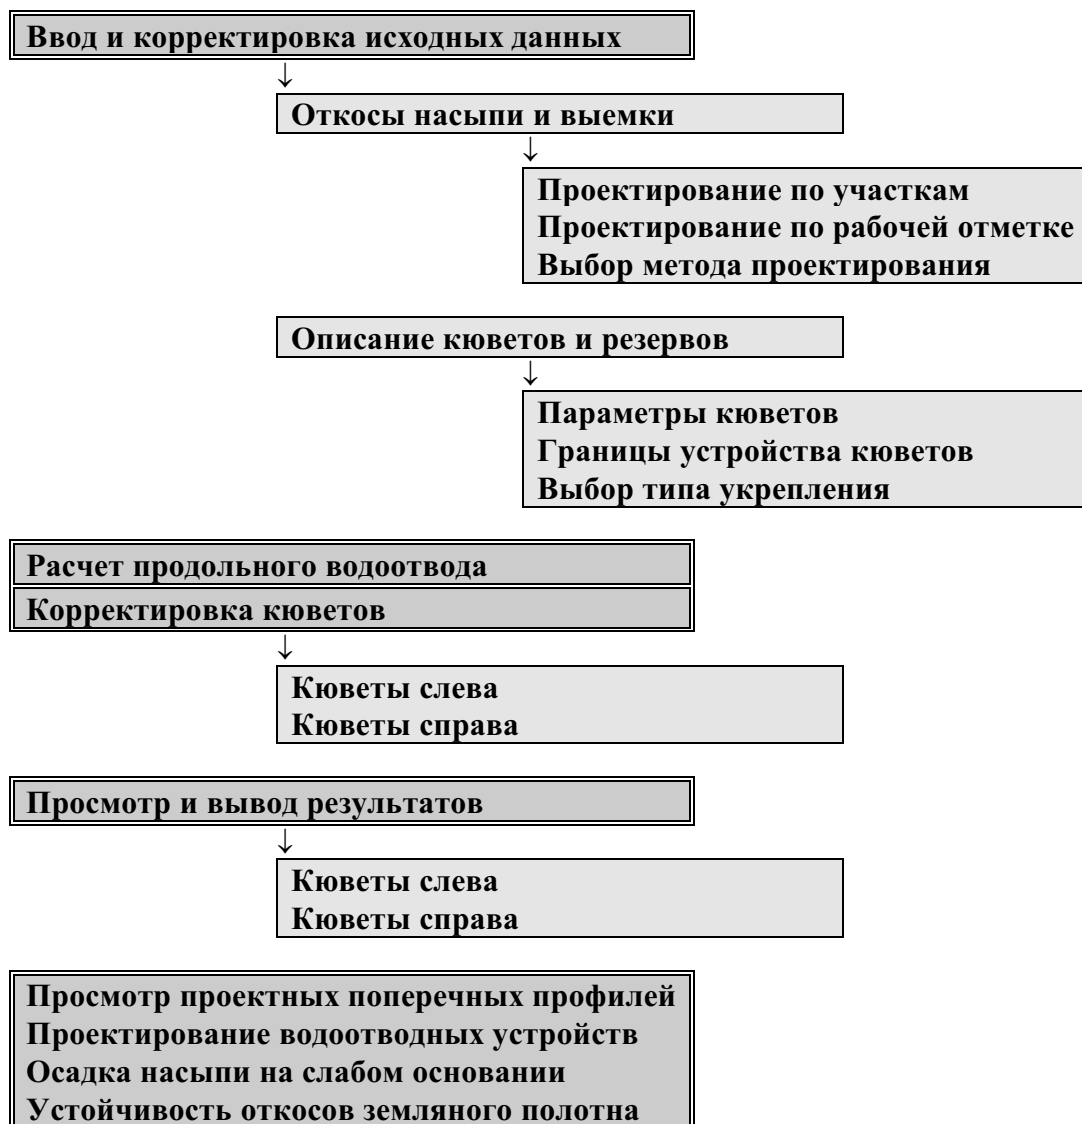 Ввод и корректировка исходных данных
↓
Откосы насыпи и выемки
↓
Проектирование по участкам
Проектирование по рабочей отметке
Выбор метода проектирования
Описание кюветов и резервов
↓
Параметры кюветов
Границы устройства кюветов
Выбор типа укрепления
Расчет продольного водоотвода
Корректировка кюветов
↓
Кюветы слева
Кюветы справа
Просмотр и вывод результатов
↓
Кюветы слева
Кюветы справа
Просмотр проектных поперечных профилей
Проектирование водоотводных устройств
Осадка насыпи на слабом основании
Устойчивость откосов земляного полотна